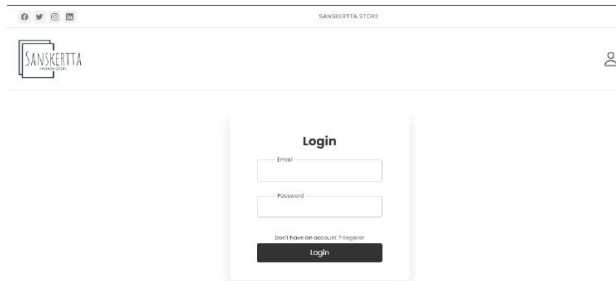 SANSKERTTA STORE
SANSKERTTA
Login
Email
Password
Don't have an account ? Register
Login